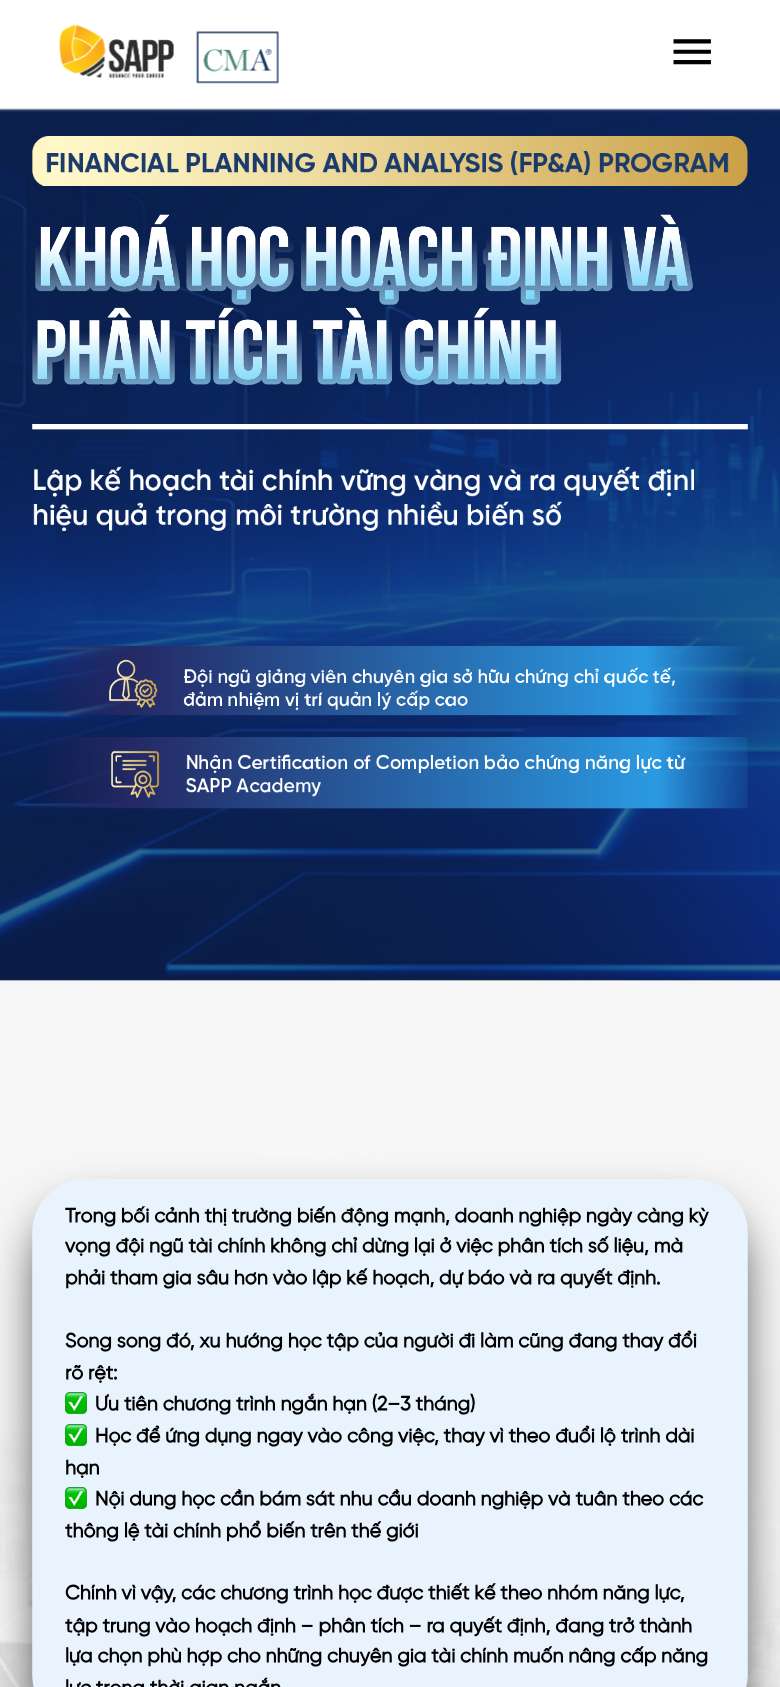 SAPP
ADVANCE YOUR CAREER
CMA®
FINANCIAL PLANNING AND ANALYSIS (FP&A) PROGRAM
KHOÁ HỌC HOẠCH ĐỊNH VÀ
PHÂN TÍCH TÀI CHÍNH
Lập kế hoạch tài chính vững vàng và ra quyết
hiệu quả trong môi trường nhiều biến số
Đội ngũ giảng viên chuyên gia sở hữu chứng chỉ quốc tế,
đảm nhiệm vị trí quản lý cấp cao
Nhận Certification of Completion bảo chứng năng lực từ
SAPP Academy
Trong bối cảnh thị trường biến động mạnh, doanh nghiệp ngày càng kỳ
vọng đội ngũ tài chính không chỉ dừng lại ở việc phân tích số liệu, mà
phải tham gia sâu hơn vào lập kế hoạch, dự báo và ra quyết định.
Song song đó, xu hướng học tập của người đi làm cũng đang thay đổi
rõ rệt:
✅ Ưu tiên chương trình ngắn hạn (2–3 tháng)
✅ Học để ứng dụng ngay vào công việc, thay vì theo đuổi lộ trình dài
hạn
✅ Nội dung học cần bám sát nhu cầu doanh nghiệp và tuân theo các
thông lệ tài chính phổ biến trên thế giới
Chính vì vậy, các chương trình học được thiết kế theo nhóm năng lực,
tập trung vào hoạch định – phân tích – ra quyết định, đang trở thành
lựa chọn phù hợp cho những chuyên gia tài chính muốn nâng cấp năng
lực trong thời gian ngắn